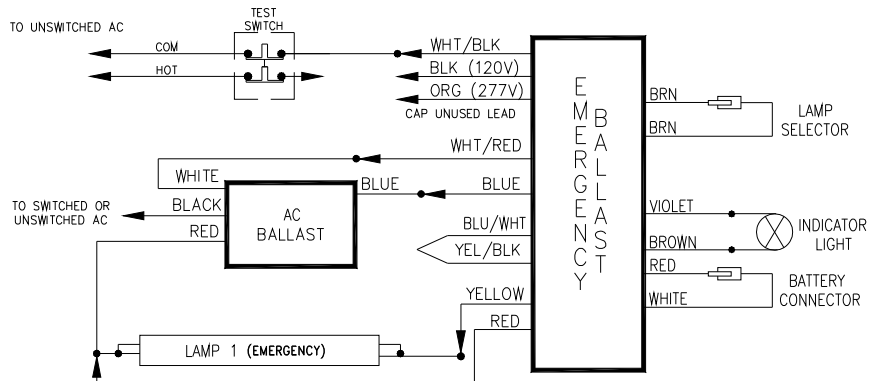 TO UNSWITCHED AC
COM
HOT
TEST
SWITCH
WHT/BLK
BLK (120V)
ORG (277V)
CAP UNUSED LEAD
WHT/RED
WHITE
BLUE
BLUE
TO SWITCHED OR
UNSWITCHED AC
BLACK
RED
AC
BALLAST
BLU/WHT
YEL/BLK
YELLOW
RED
LAMP 1 (EMERGENCY)
EMERGENCY
BALLAST
BRN
BRN
LAMP
SELECTOR
VIOLET
BROWN
INDICATOR
LIGHT
RED
WHITE
BATTERY
CONNECTOR